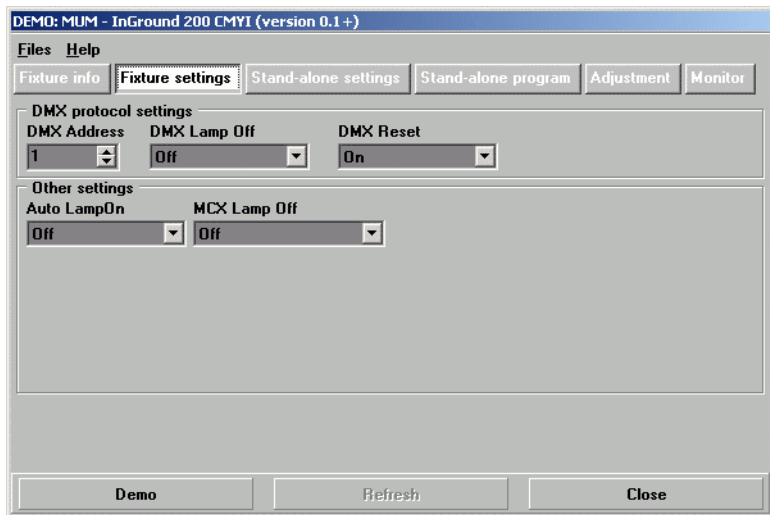 DEMO: MUM - InGround 200 CMYI (version 0.1+)
Files Help
Fixture info Fixture settings Stand-alone settings Stand-alone program Adjustment Monitor
DMX protocol settings
DMX Address DMX Lamp Off DMX Reset
1 Off On
Other settings
Auto LampOn MCX Lamp Off
Off Off
Demo Refresh Close